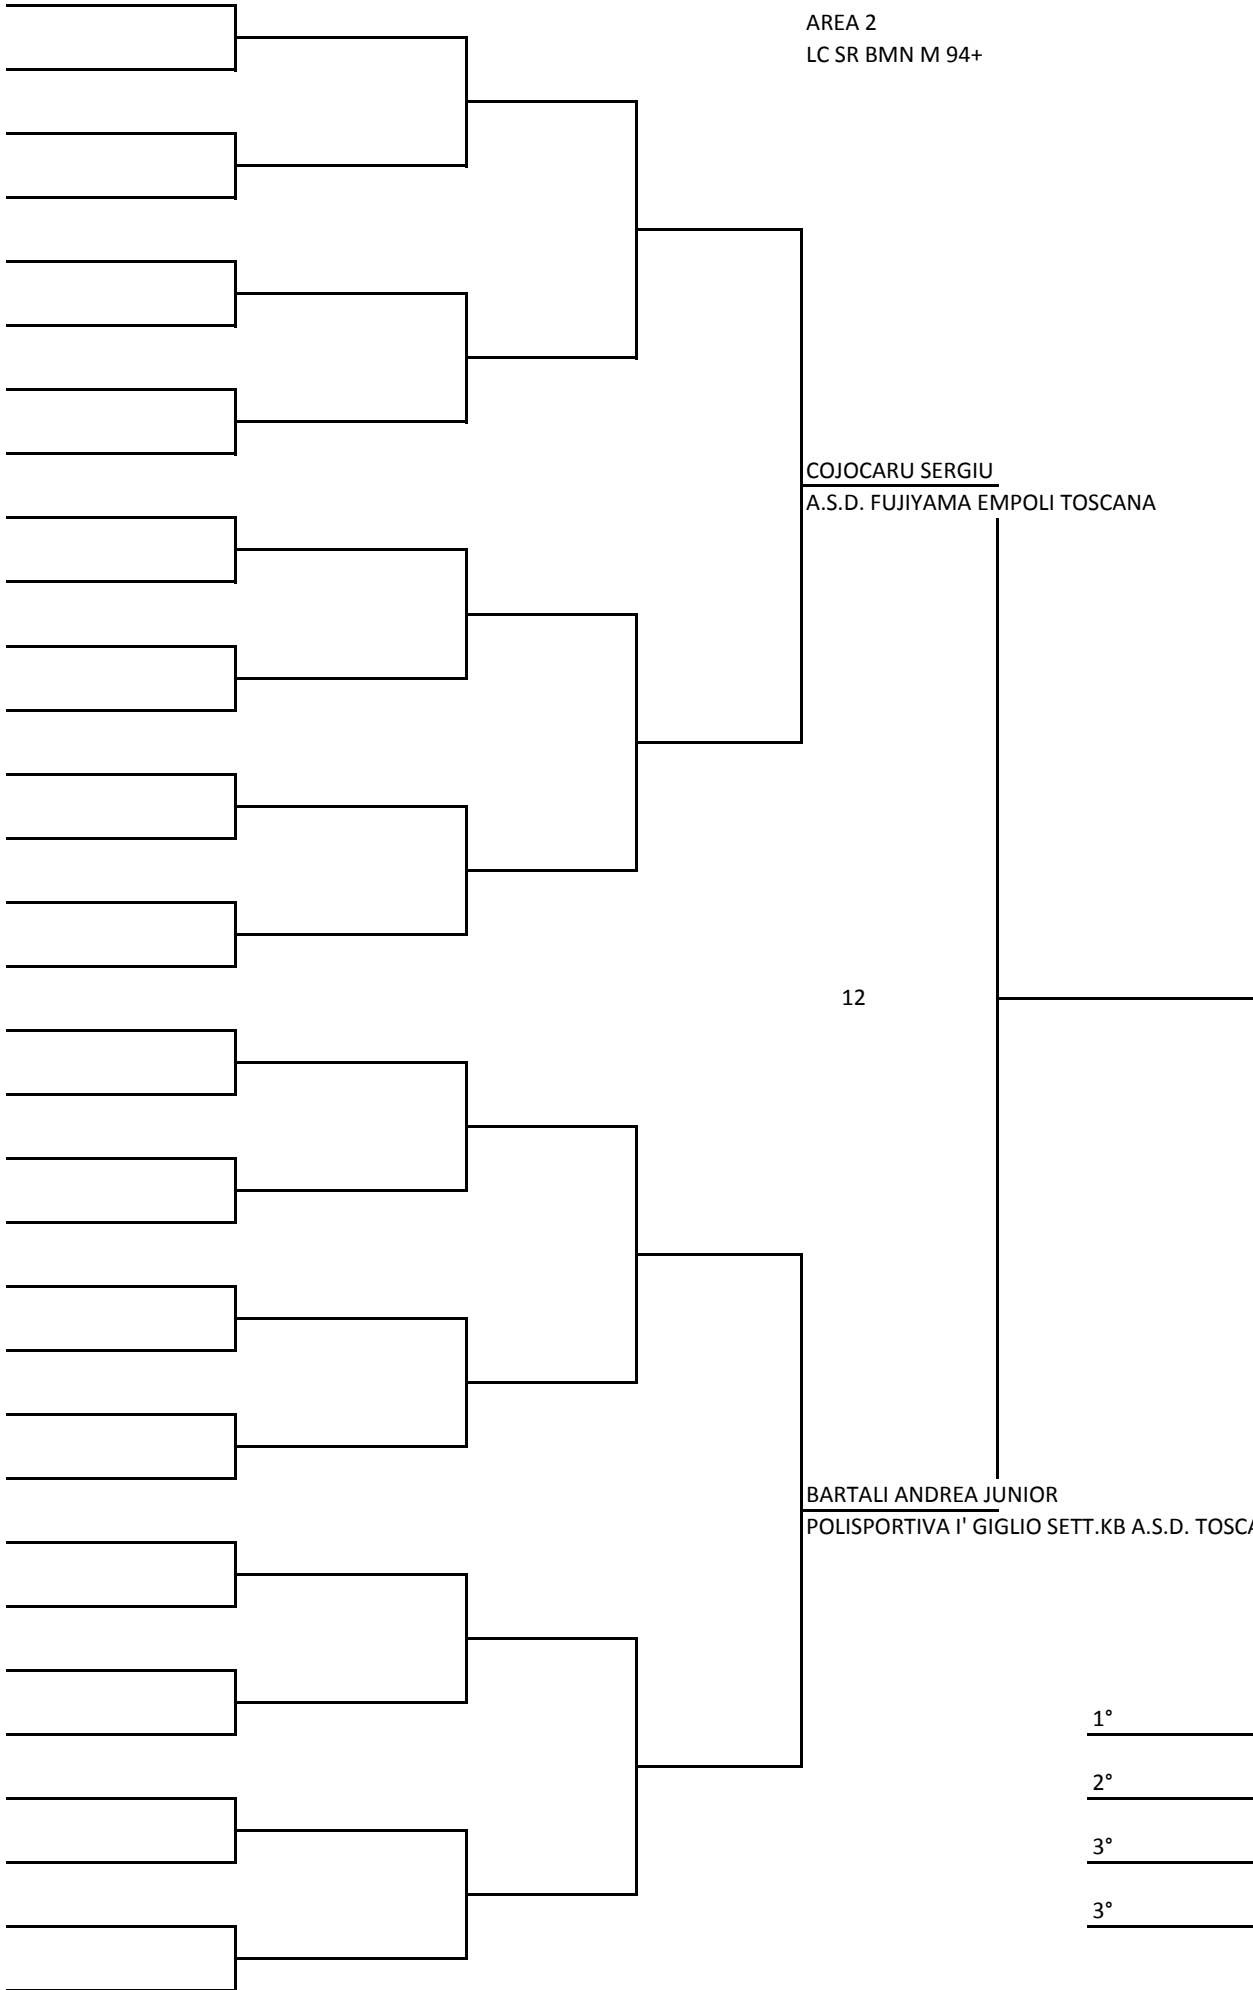 AREA 2
LC SR BMN M 94+
COJOCARU SERGIU
A.S.D. FUJIYAMA EMPOLI TOSCANA
12
BARTALI ANDREA JUNIOR
POLISPORTIVA I' GIGLIO SETT.KB A.S.D. TOSCA
1°
2°
3°
3°